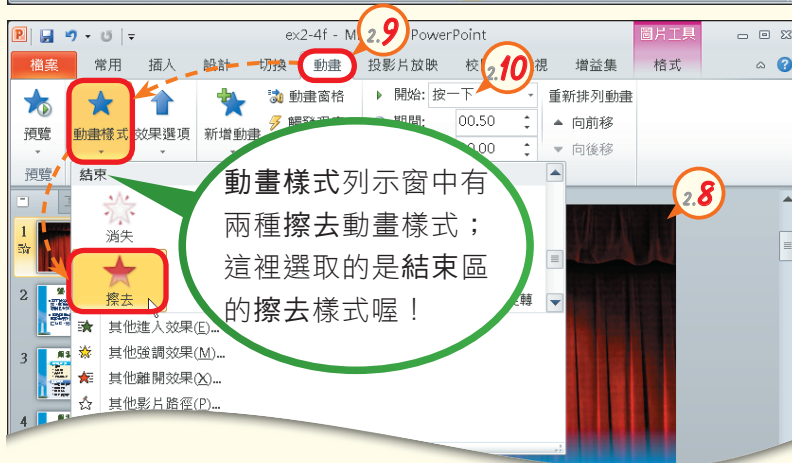 ex2-4f - M PowerPoint
圖片工具
2.9
檔案 常用 插入 設計 切換 動畫 投影片放映 校 視 增益集 格式
2.10
預覽
動畫樣式
效果選項
新增動畫
動畫窗格
開始: 按一下
期間: 00.50
重新排列動畫
向前移
向後移
預覽
結束
消失
擦去
動畫樣式列示窗中有
兩種擦去動畫樣式；
這裡選取的是結束區
的擦去樣式喔！
2.8
轉
其他進入效果(E)...
其他強調效果(M)...
其他離開效果(X)...
其他影片路徑(P)...
1
2
3
4